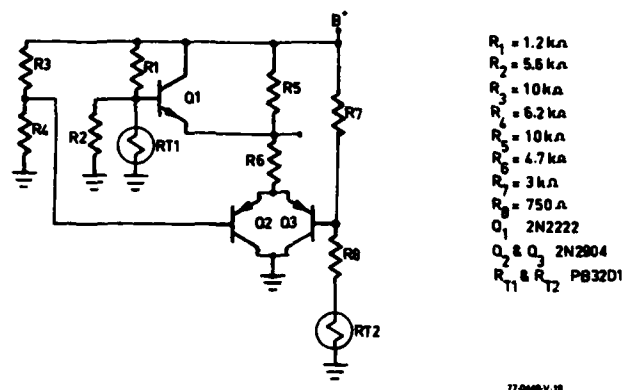 B+
R3
R1
Q1
R5
R7
R4
R2
RT1
R6
Q2
Q3
R8
RT2
R1 = 1.2 kΩ
R2 = 5.6 kΩ
R3 = 10 kΩ
R4 = 6.2 kΩ
R5 = 10 kΩ
R6 = 4.7 kΩ
R7 = 3 kΩ
R8 = 750 Ω
Q1 2N2222
Q2 & Q3 2N2904
RT1 & RT2 PB32D1